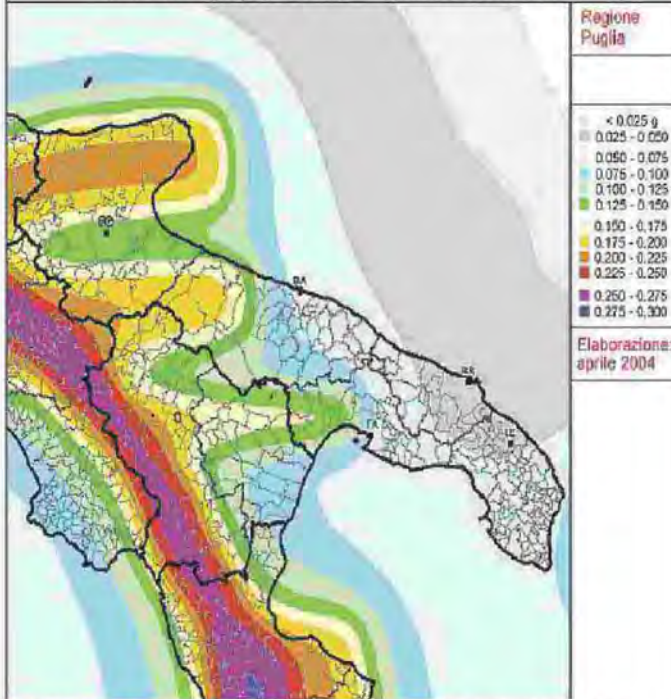 Regione
Puglia
< 0.025 g
0.025 - 0.050
0.050 - 0.075
0.075 - 0.100
0.100 - 0.125
0.125 - 0.150
0.150 - 0.175
0.175 - 0.200
0.200 - 0.225
0.225 - 0.250
0.250 - 0.275
0.275 - 0.300
Elaborazione
aprile 2004
BA
BR
TA
LE